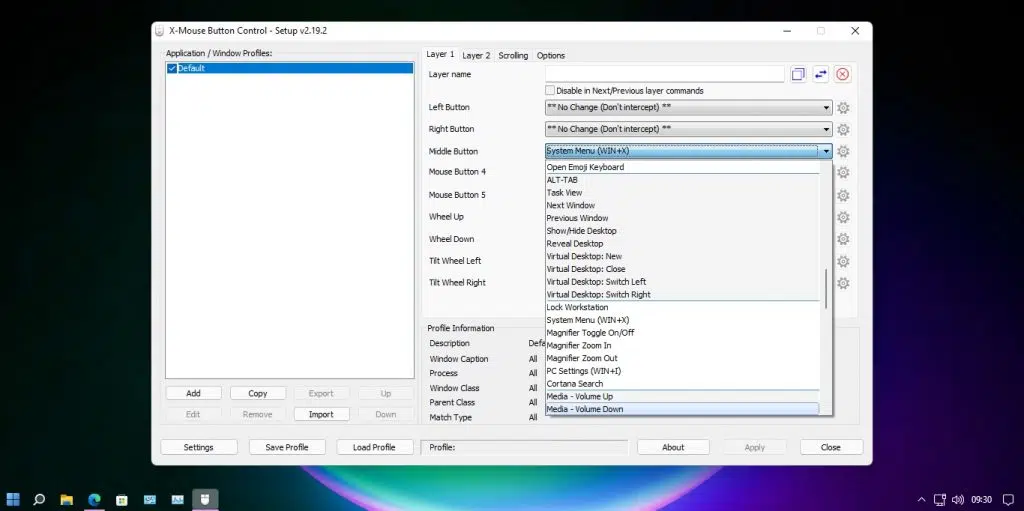 X-Mouse Button Control - Setup v2.19.2
Application / Window Profiles:
Default
Add
Copy
Export
Up
Edit
Remove
Import
Down
Layer 1
Layer 2
Scrolling
Options
Layer name
Disable in Next/Previous layer commands
Left Button
** No Change (Don't intercept) **
Right Button
** No Change (Don't intercept) **
Middle Button
System Menu (WIN+X)
Mouse Button 4
Mouse Button 5
Wheel Up
Wheel Down
Tilt Wheel Left
Tilt Wheel Right
Open Emoji Keyboard
ALT-TAB
Task View
Next Window
Previous Window
Show/Hide Desktop
Reveal Desktop
Virtual Desktop: New
Virtual Desktop: Close
Virtual Desktop: Switch Left
Virtual Desktop: Switch Right
Lock Workstation
System Menu (WIN+X)
Magnifier Toggle On/Off
Magnifier Zoom In
Magnifier Zoom Out
PC Settings (WIN+I)
Cortana Search
Media - Volume Up
Media - Volume Down
Profile Information
Description Defa
Window Caption All
Process All
Window Class All
Parent Class All
Match Type All
Settings
Save Profile
Load Profile
Profile:
About
Apply
Close
09:30